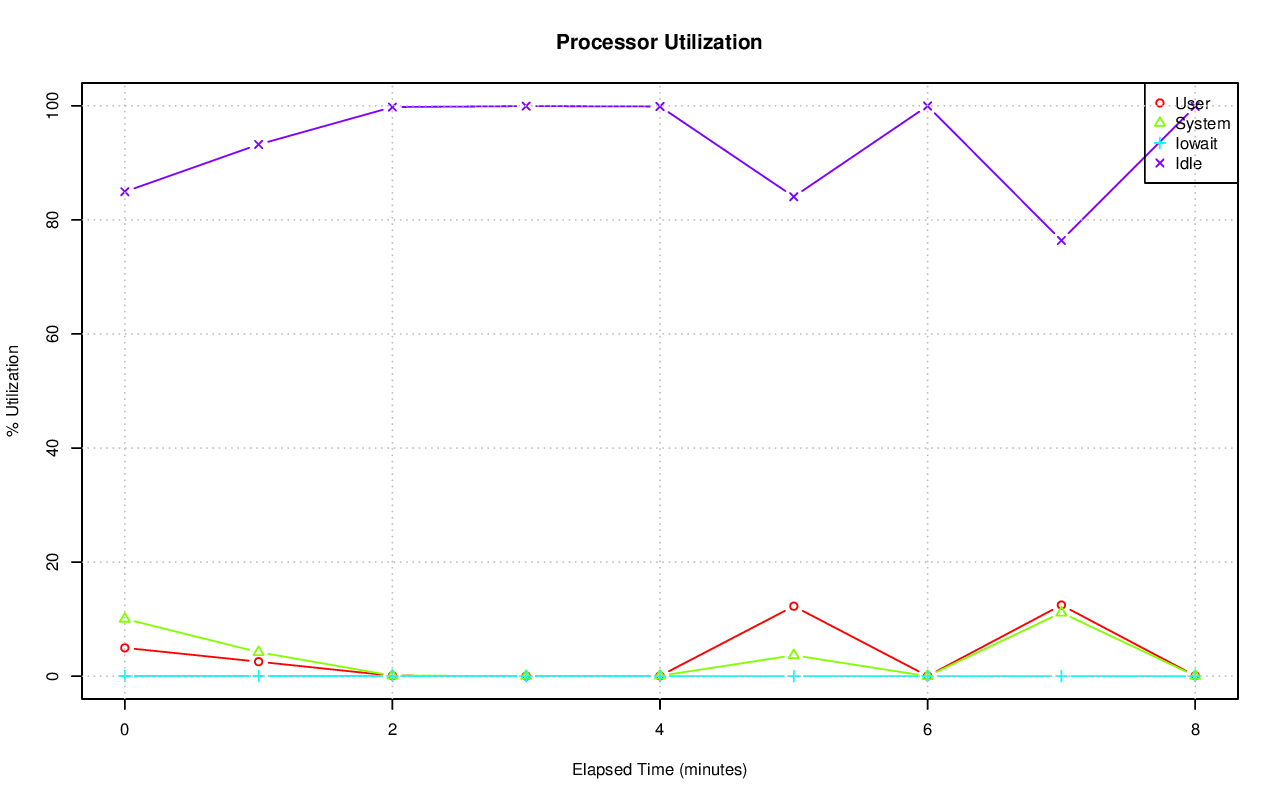 Processor Utilization
100
80
60
40
20
0
% Utilization
User
System
Iowait
Idle
0 2 4 6 8
Elapsed Time (minutes)